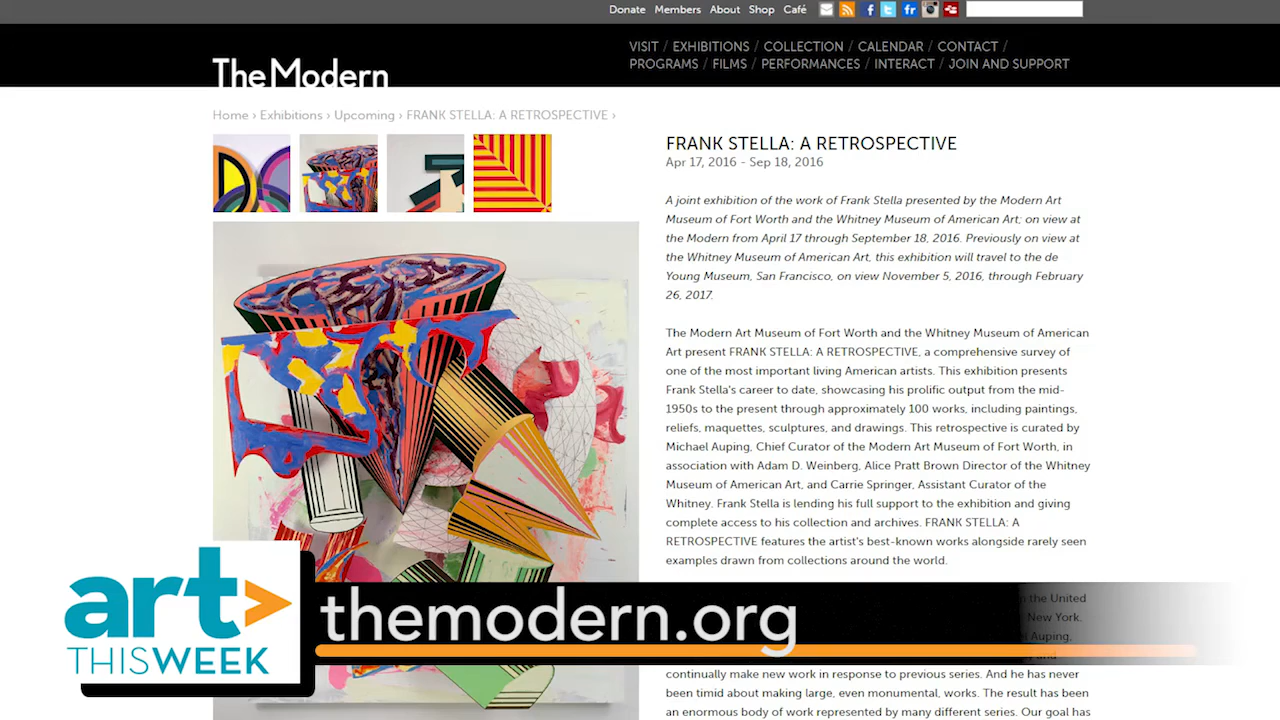 Donate Members About Shop Café
The Modern
VISIT / EXHIBITIONS / COLLECTION / CALENDAR / CONTACT /
PROGRAMS / FILMS / PERFORMANCES / INTERACT / JOIN AND SUPPORT
Home › Exhibitions › Upcoming › FRANK STELLA: A RETROSPECTIVE ›
FRANK STELLA: A RETROSPECTIVE
Apr 17, 2016 - Sep 18, 2016
A joint exhibition of the work of Frank Stella presented by the Modern Art
Museum of Fort Worth and the Whitney Museum of American Art; on view at
the Modern from April 17 through September 18, 2016. Previously on view at
the Whitney Museum of American Art, this exhibition will travel to the de
Young Museum, San Francisco, on view November 5, 2016, through February
26, 2017.
The Modern Art Museum of Fort Worth and the Whitney Museum of American
Art present FRANK STELLA: A RETROSPECTIVE, a comprehensive survey of
one of the most important living American artists. This exhibition presents
Frank Stella's career to date, showcasing his prolific output from the mid-
1950s to the present through approximately 100 works, including paintings,
reliefs, maquettes, sculptures, and drawings. This retrospective is curated by
Michael Auping, Chief Curator of the Modern Art Museum of Fort Worth, in
association with Adam D. Weinberg, Alice Pratt Brown Director of the Whitney
Museum of American Art, and Carrie Springer, Assistant Curator of the
Whitney. Frank Stella is lending his full support to the exhibition and giving
complete access to his collection and archives. FRANK STELLA: A
RETROSPECTIVE features the artist's best-known works alongside rarely seen
examples drawn from collections around the world.
the United
New York.
Auping,
continually make new work in response to previous series. And he has never
been timid about making large, even monumental, works. The result has been
an enormous body of work represented by many different series. Our goal has
art>
THISWEEK
themodern.org